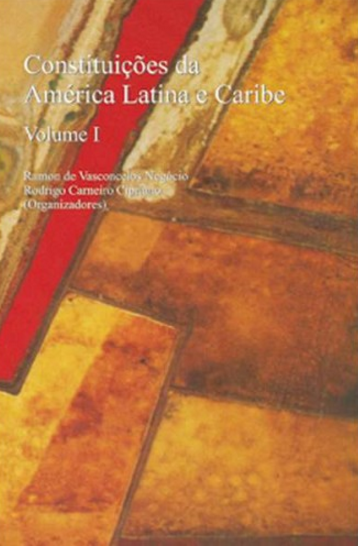 Constituições da
América Latina e Caribe
Volume I
Ramon de Vasconcelos Negócio
Rodrigo Carneiro Cipriano
(Organizadores)